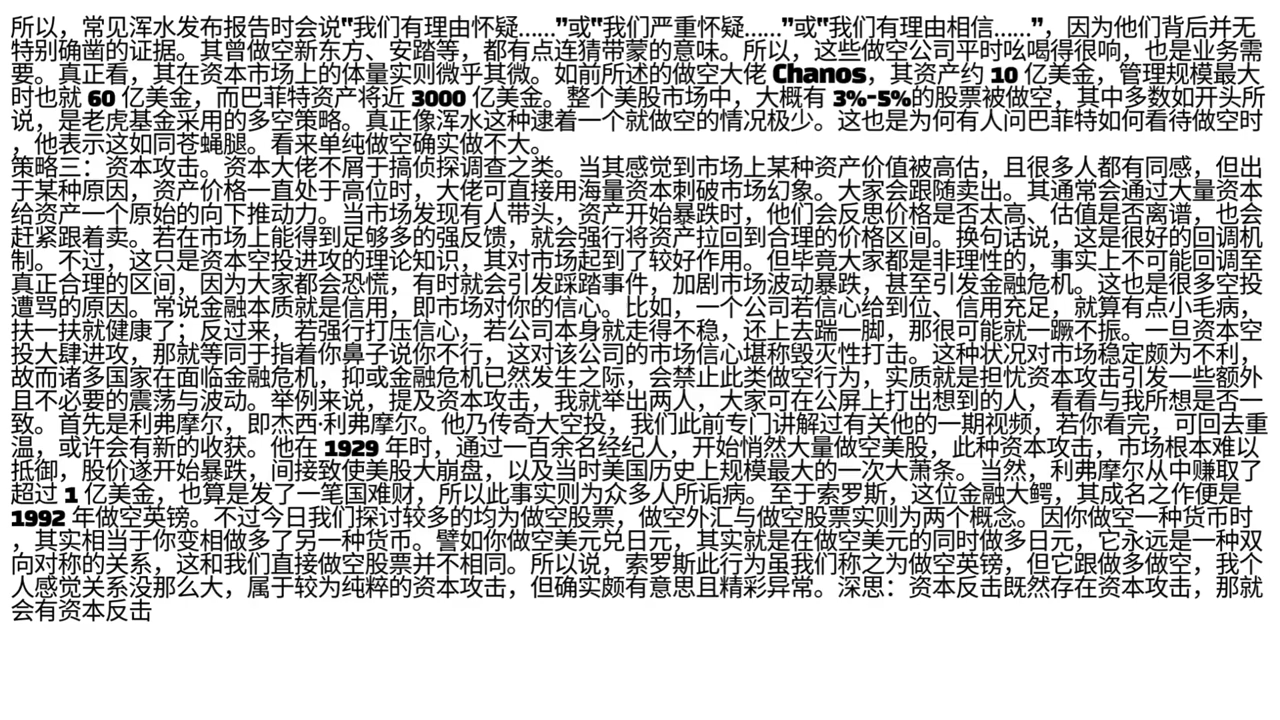 所以，常见浑水发布报告时会说"我们有理由怀疑……"或"我们严重怀疑……"或"我们有理由相信……"，因为他们背后并无
特别确凿的证据。其曾做空新东方、安踏等，都有点连猜带蒙的意味。所以，这些做空公司平时吆喝得很响，也是业务需
要。真正看，其在资本市场上的体量实则微乎其微。如前所述的做空大佬 Chanos，其资产约 10 亿美金，管理规模最大
时也就 60 亿美金，而巴菲特资产将近 3000 亿美金。整个美股市场中，大概有 3%-5%的股票被做空，其中多数如开头所
说，是老虎基金采用的多空策略。真正像浑水这种逮着一个就做空的情况极少。这也是为何有人问巴菲特如何看待做空时
，他表示这如同苍蝇腿。看来单纯做空确实做不大。
策略三：资本攻击。资本大佬不屑于搞侦探调查之类。当其感觉到市场上某种资产价值被高估，且很多人都有同感，但出
于某种原因，资产价格一直处于高位时，大佬可直接用海量资本刺破市场幻象。大家会跟随卖出。其通常会通过大量资本
给资产一个原始的向下推动力。当市场发现有人带头，资产开始暴跌时，他们会反思价格是否太高、估值是否离谱，也会
赶紧跟着卖。若在市场上能得到足够多的强反馈，就会强行将资产拉回到合理的价格区间。换句话说，这是很好的回调机
制。不过，这只是资本空投进攻的理论知识，其对市场起到了较好作用。但毕竟大家都是非理性的，事实上不可能回调至
真正合理的区间，因为大家都会恐慌，有时就会引发踩踏事件，加剧市场波动暴跌，甚至引发金融危机。这也是很多空投
遭骂的原因。常说金融本质就是信用，即市场对你的信心。比如，一个公司若信心给到位、信用充足，就算有点小毛病，
扶一扶就健康了；反过来，若强行打压信心，若公司本身就走得不稳，还上去踹一脚，那很可能就一蹶不振。一旦资本空
投大肆进攻，那就等同于指着你鼻子说你不行，这对该公司的市场信心堪称毁灭性打击。这种状况对市场稳定颇为不利，
故而诸多国家在面临金融危机，抑或金融危机已然发生之际，会禁止此类做空行为，实质就是担忧资本攻击引发一些额外
且不必要的震荡与波动。举例来说，提及资本攻击，我就举出两人，大家可在公屏上打出想到的人，看看与我所想是否一
致。首先是利弗摩尔，即杰西·利弗摩尔。他乃传奇大空投，我们此前专门讲解过有关他的一期视频，若你看完，可回去重
温，或许会有新的收获。他在 1929 年时，通过一百余名经纪人，开始悄然大量做空美股，此种资本攻击，市场根本难以
抵御，股价遂开始暴跌，间接致使美股大崩盘，以及当时美国历史上规模最大的一次大萧条。当然，利弗摩尔从中赚取了
超过 1 亿美金，也算是发了一笔国难财，所以此事实则为众多人所诟病。至于索罗斯，这位金融大鳄，其成名之作便是
1992 年做空英镑。不过今日我们探讨较多的均为做空股票，做空外汇与做空股票实则为两个概念。因你做空一种货币时
，其实相当于你变相做多了另一种货币。譬如你做空美元兑日元，其实就是在做空美元的同时做多日元，它永远是一种双
向对称的关系，这和我们直接做空股票并不相同。所以说，索罗斯此行为虽我们称之为做空英镑，但它跟做多做空，我个
人感觉关系没那么大，属于较为纯粹的资本攻击，但确实颇有意思且精彩异常。深思：资本反击既然存在资本攻击，那就
会有资本反击